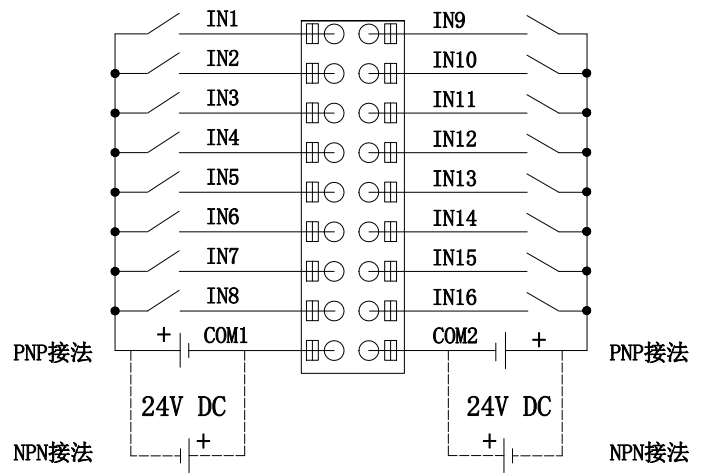 IN1 IN9
IN2 IN10
IN3 IN11
IN4 IN12
IN5 IN13
IN6 IN14
IN7 IN15
IN8 IN16
+ COM1 COM2 +
PNP接法 PNP接法
24V DC 24V DC
NPN接法 + + NPN接法